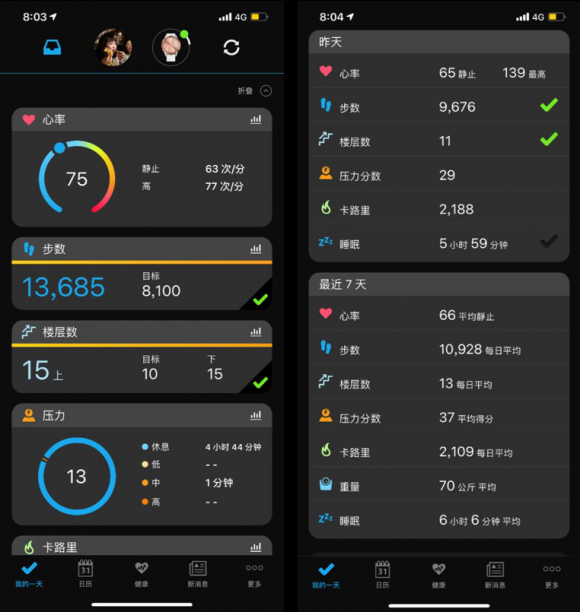 8:03
4G
折叠
心率
75
静止 63 次/分
高 77 次/分
步数
13,685
目标
8,100
楼层数
15 上
目标
10
下
15
压力
13
休息 4 小时 44 分钟
低 --
中 1 分钟
高 --
卡路里
我的一天
31
日历
健康
新消息
更多
8:04
4G
昨天
心率 65 静止 139 最高
步数 9,676
楼层数 11
压力分数 29
卡路里 2,188
睡眠 5 小时 59 分钟
最近 7 天
心率 66 平均静止
步数 10,928 每日平均
楼层数 13 每日平均
压力分数 37 平均得分
卡路里 2,109 每日平均
重量 70 公斤 平均
睡眠 6 小时 6 分钟 平均
我的一天
31
日历
健康
新消息
更多